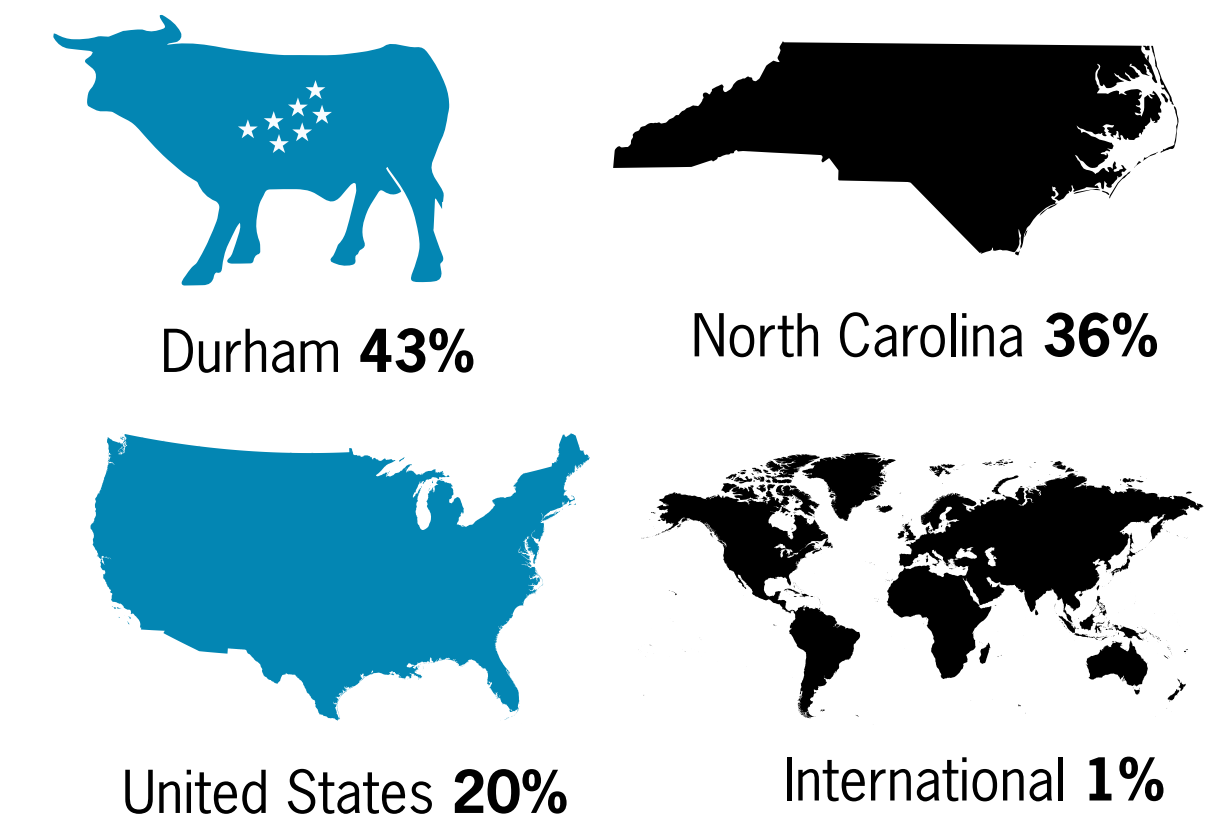 Durham 43%
North Carolina 36%
United States 20%
International 1%